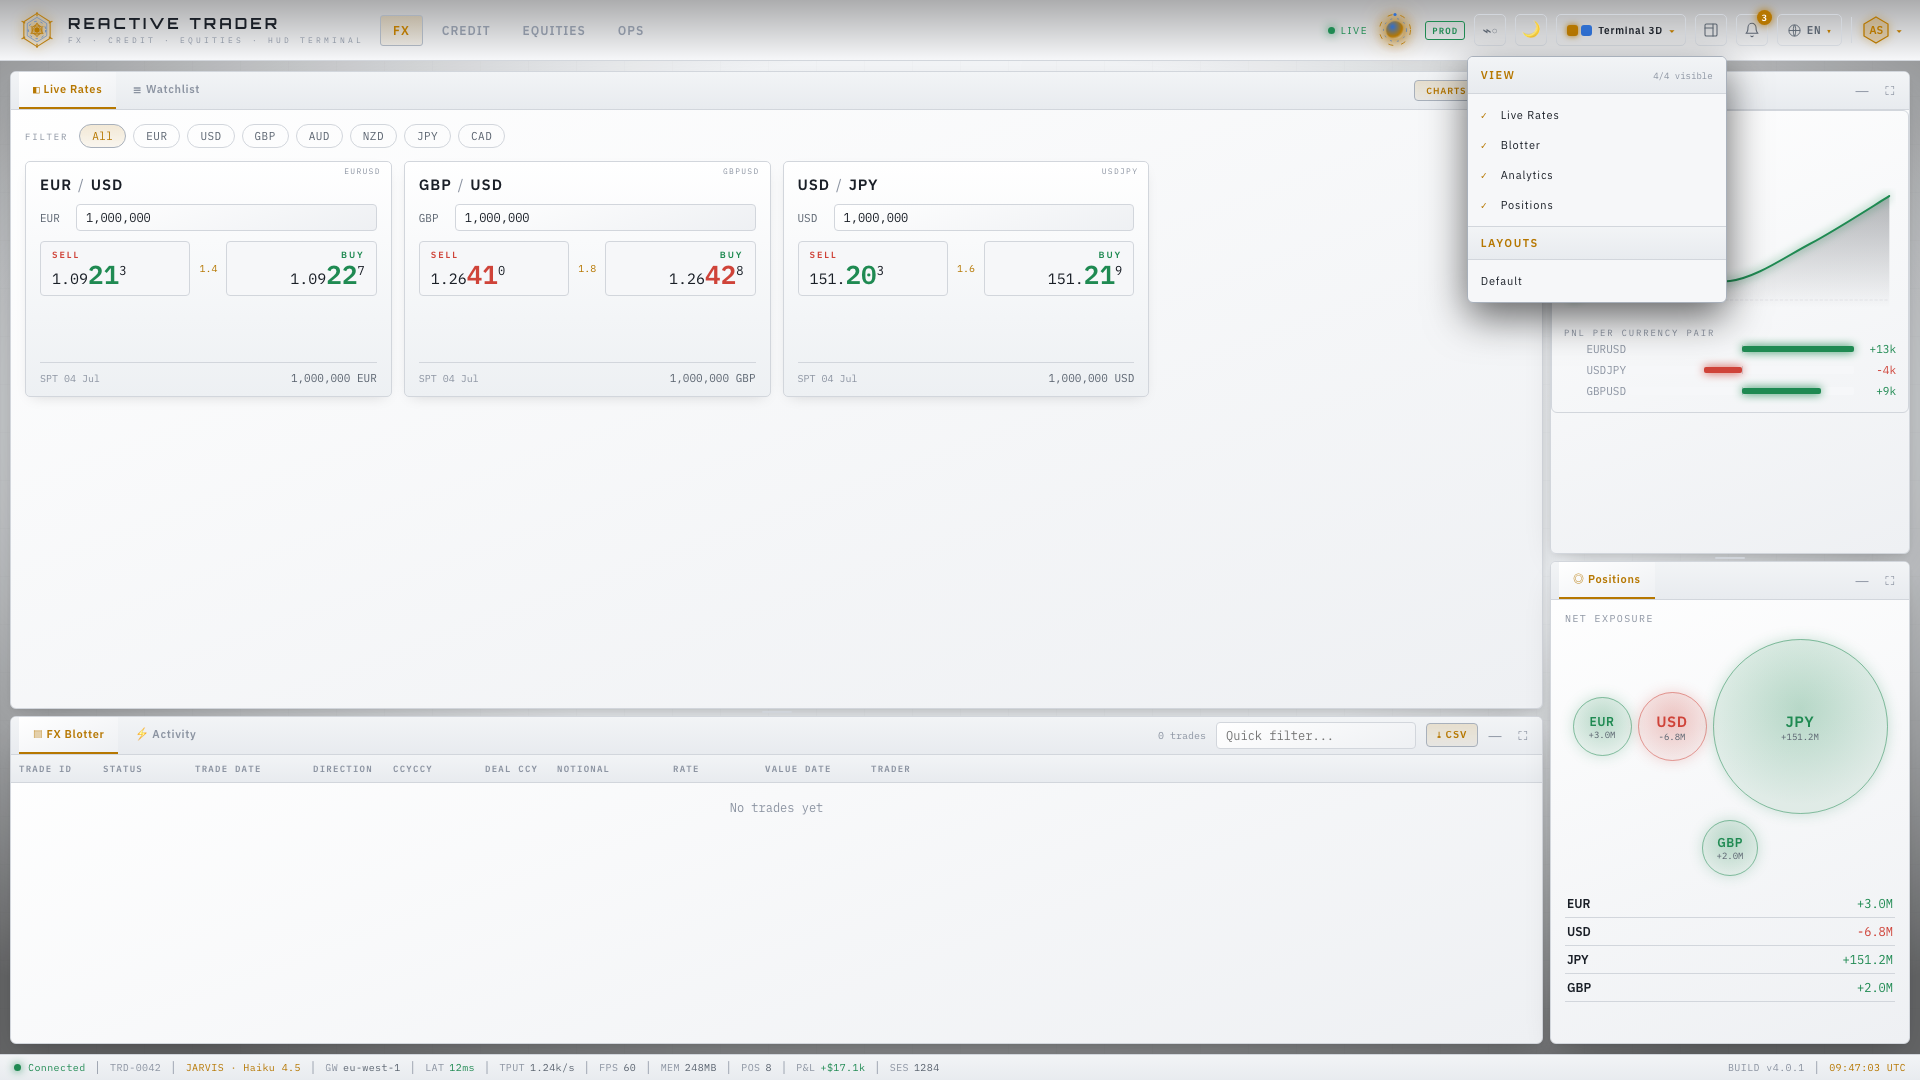 REACTIVE TRADER
FX · CREDIT · EQUITIES · HUD TERMINAL
FX
CREDIT
EQUITIES
OPS
LIVE
PROD
Terminal 3D
3
EN
AS
Live Rates
Watchlist
CHARTS
VIEW
4/4 visible
✓ Live Rates
✓ Blotter
✓ Analytics
✓ Positions
LAYOUTS
Default
FILTER
All
EUR
USD
GBP
AUD
NZD
JPY
CAD
EURUSD
EUR / USD
EUR 1,000,000
SELL
1.09213
1.4
BUY
1.09227
SPT 04 Jul
1,000,000 EUR
GBPUSD
GBP / USD
GBP 1,000,000
SELL
1.26410
1.8
BUY
1.26428
SPT 04 Jul
1,000,000 GBP
USDJPY
USD / JPY
USD 1,000,000
SELL
151.203
1.6
BUY
151.219
SPT 04 Jul
1,000,000 USD
PNL PER CURRENCY PAIR
EURUSD +13k
USDJPY -4k
GBPUSD +9k
Positions
NET EXPOSURE
EUR
+3.0M
USD
-6.8M
JPY
+151.2M
GBP
+2.0M
EUR +3.0M
USD -6.8M
JPY +151.2M
GBP +2.0M
FX Blotter
Activity
0 trades
Quick filter...
↓ CSV
TRADE ID STATUS TRADE DATE DIRECTION CCYCCY DEAL CCY NOTIONAL RATE VALUE DATE TRADER
No trades yet
Connected TRD-0042 JARVIS · Haiku 4.5 GW eu-west-1 LAT 12ms TPUT 1.24k/s FPS 60 MEM 248MB POS 8 P&L +$17.1k SES 1284 BUILD v4.0.1 09:47:03 UTC